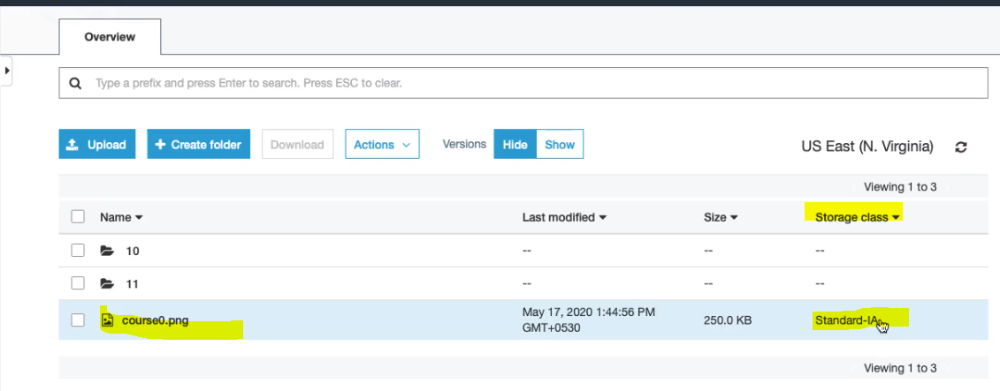 Overview
Type a prefix and press Enter to search. Press ESC to clear.
Upload Create folder Download Actions Versions Hide Show US East (N. Virginia)
Viewing 1 to 3
Name Last modified Size Storage class
10 -- -- --
11 -- -- --
course0.png May 17, 2020 1:44:56 PM 250.0 KB Standard-IA
GMT+0530
Viewing 1 to 3